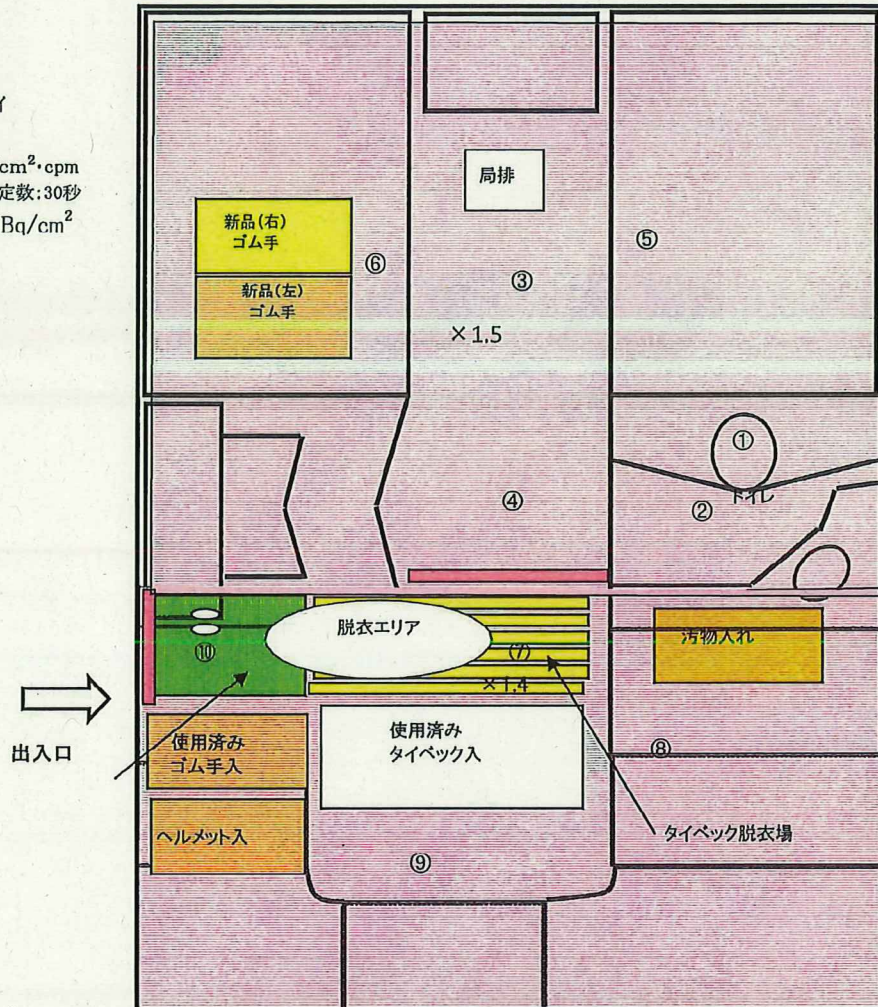 イ
cm²・cpm
定数:30秒
Bq/cm²
局排
新品(右)
ゴム手
新品(左)
ゴム手
⑥
③
⑤
×1.5
①
トイレ
②
④
脱衣エリア
⑦
×1.4
⑩
汚物入れ
出入口
使用済み
ゴム手入
使用済み
タイベック入
⑧
ヘルメット入
タイベック脱衣場
⑨